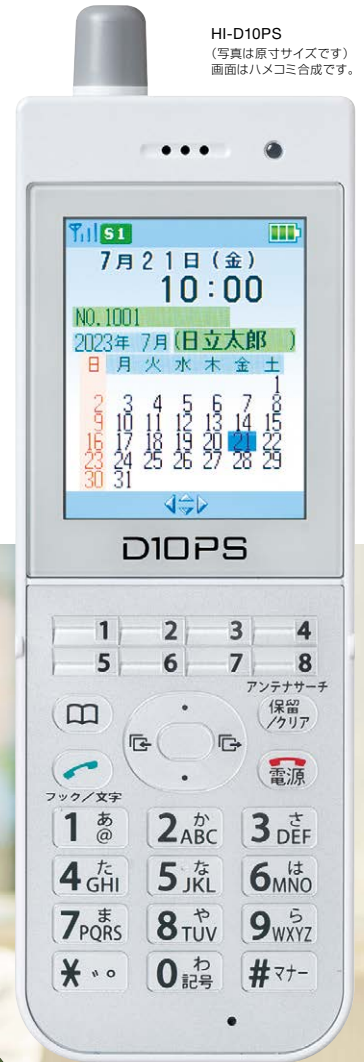 HI-D10PS
(写真は原寸サイズです)
画面はハメコミ合成です。
S1
7月21日(金)
10:00
NO.1001
2023年 7月(日立太郎 )
日 月 火 水 木 金 土
1
2 3 4 5 6 7 8
9 10 11 12 13 14 15
16 17 18 19 20 21 22
23 24 25 26 27 28 29
30 31
D10PS
1 2 3 4
5 6 7 8
アンテナサーチ
保留
/クリア
電源
フック/文字
1 あ @
2 か ABC
3 さ DEF
4 た GHI
5 な JKL
6 は MNO
7 ま PQRS
8 や TUV
9 ら WXYZ
* ゛゜
0 わ 記号
# マナー